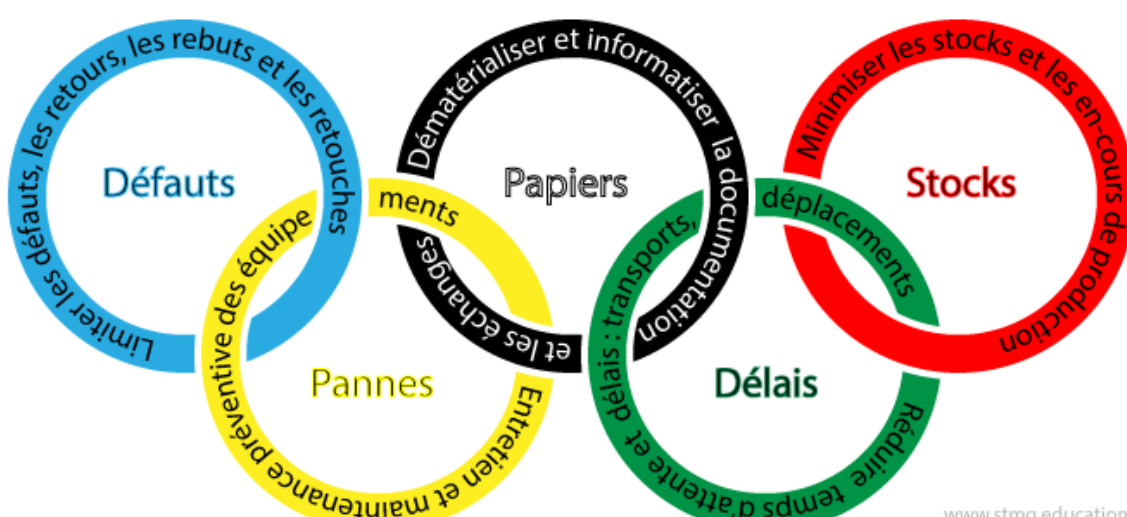 Limiter les défauts, les retours, les rebuts et les retouches
Défauts
Dématérialiser et informatiser la documentation et les échanges
Papiers
Minimiser les stocks et les en-cours de production
Stocks
Entretien et maintenance préventive des équipements
Pannes
Réduire temps d'attente et délais : transports, déplacements
Délais
www.stmg.education